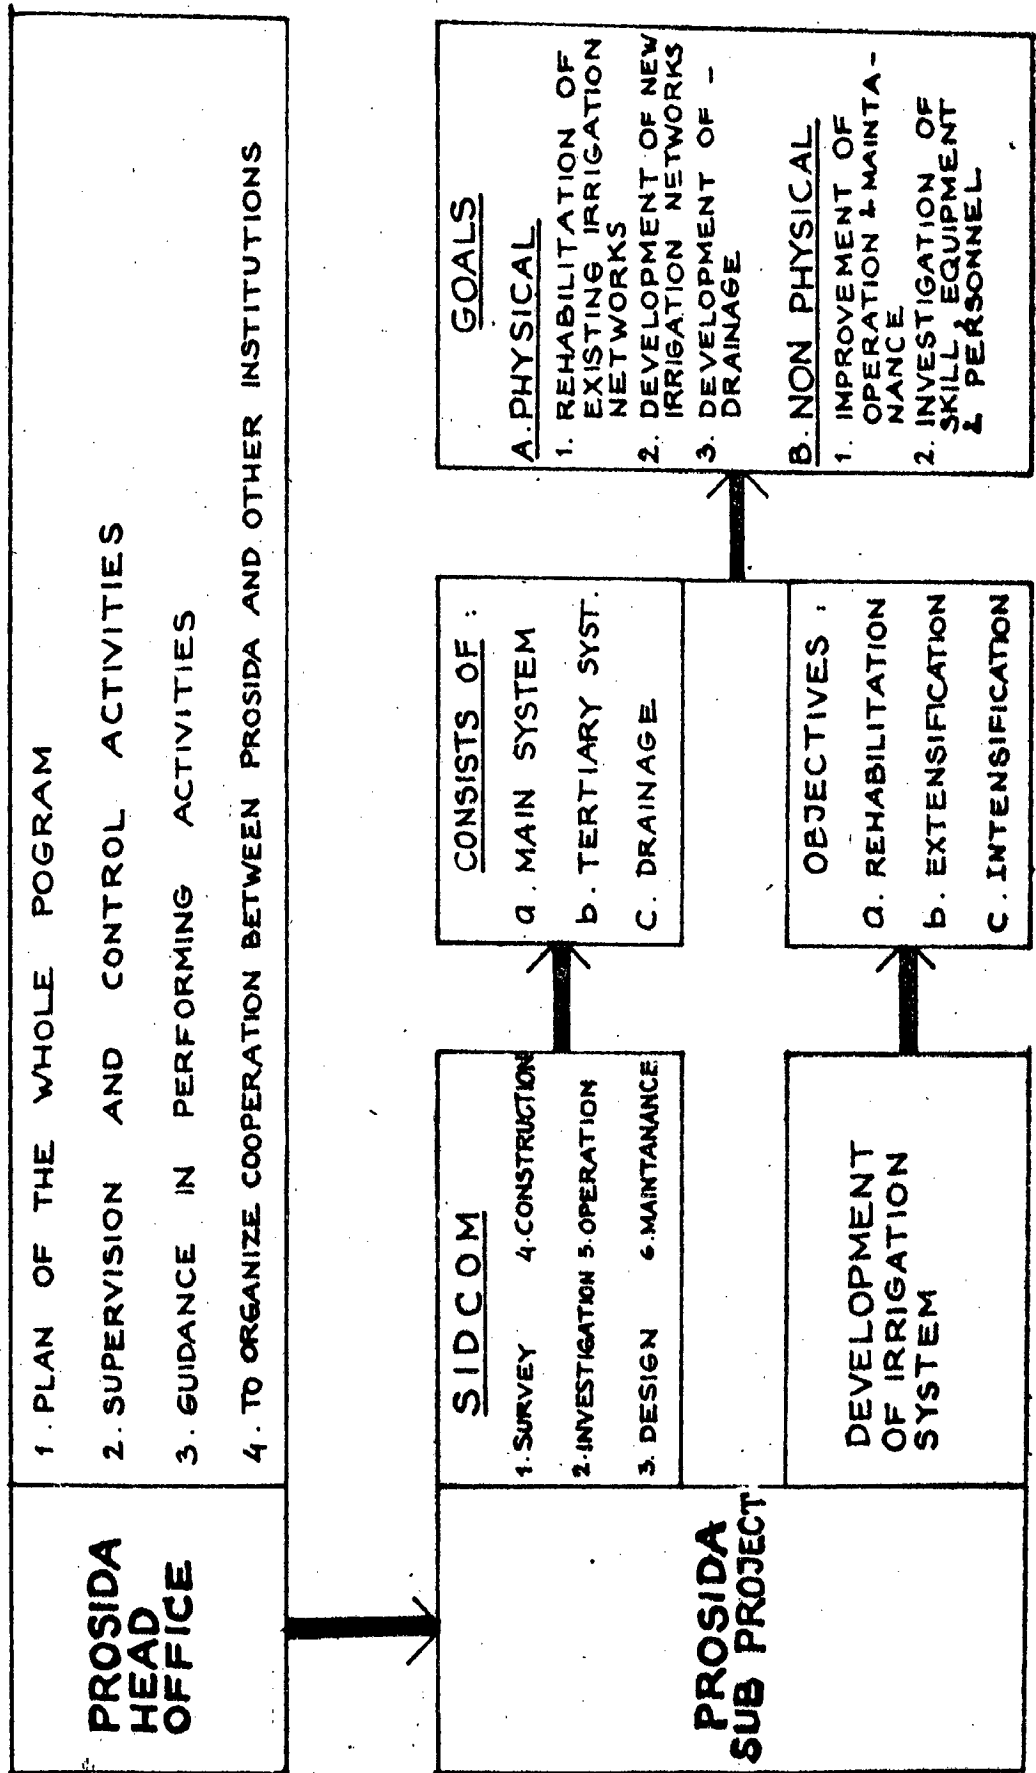 PROSIDA
HEAD
OFFICE
1. PLAN OF THE WHOLE POGRAM
2. SUPERVISION AND CONTROL ACTIVITIES
3. GUIDANCE IN PERFORMING ACTIVITIES
4. TO ORGANIZE COOPERATION BETWEEN PROSIDA AND OTHER INSTITUTIONS
PROSIDA
SUB PROJECT
SIDCOM
1. SURVEY 4. CONSTRUCTION
2. INVESTIGATION 5. OPERATION
3. DESIGN 6. MAINTANANCE
DEVELOPMENT
OF IRRIGATION
SYSTEM
CONSISTS OF :
a. MAIN SYSTEM
b. TERTIARY SYST.
C. DRAINAGE
OBJECTIVES :
a. REHABILITATION
b. EXTENSIFICATION
c. INTENSIFICATION
GOALS
A. PHYSICAL
1. REHABILITATION OF
EXISTING IRRIGATION
NETWORKS
2. DEVELOPMENT OF NEW
IRRIGATION NETWORKS
3. DEVELOPMENT OF -
DRAINAGE
B. NON PHYSICAL
1. IMPROVEMENT OF
OPERATION & MAINTA-
NANCE
2. INVESTIGATION OF
SKILL, EQUIPMENT
& PERSONNEL